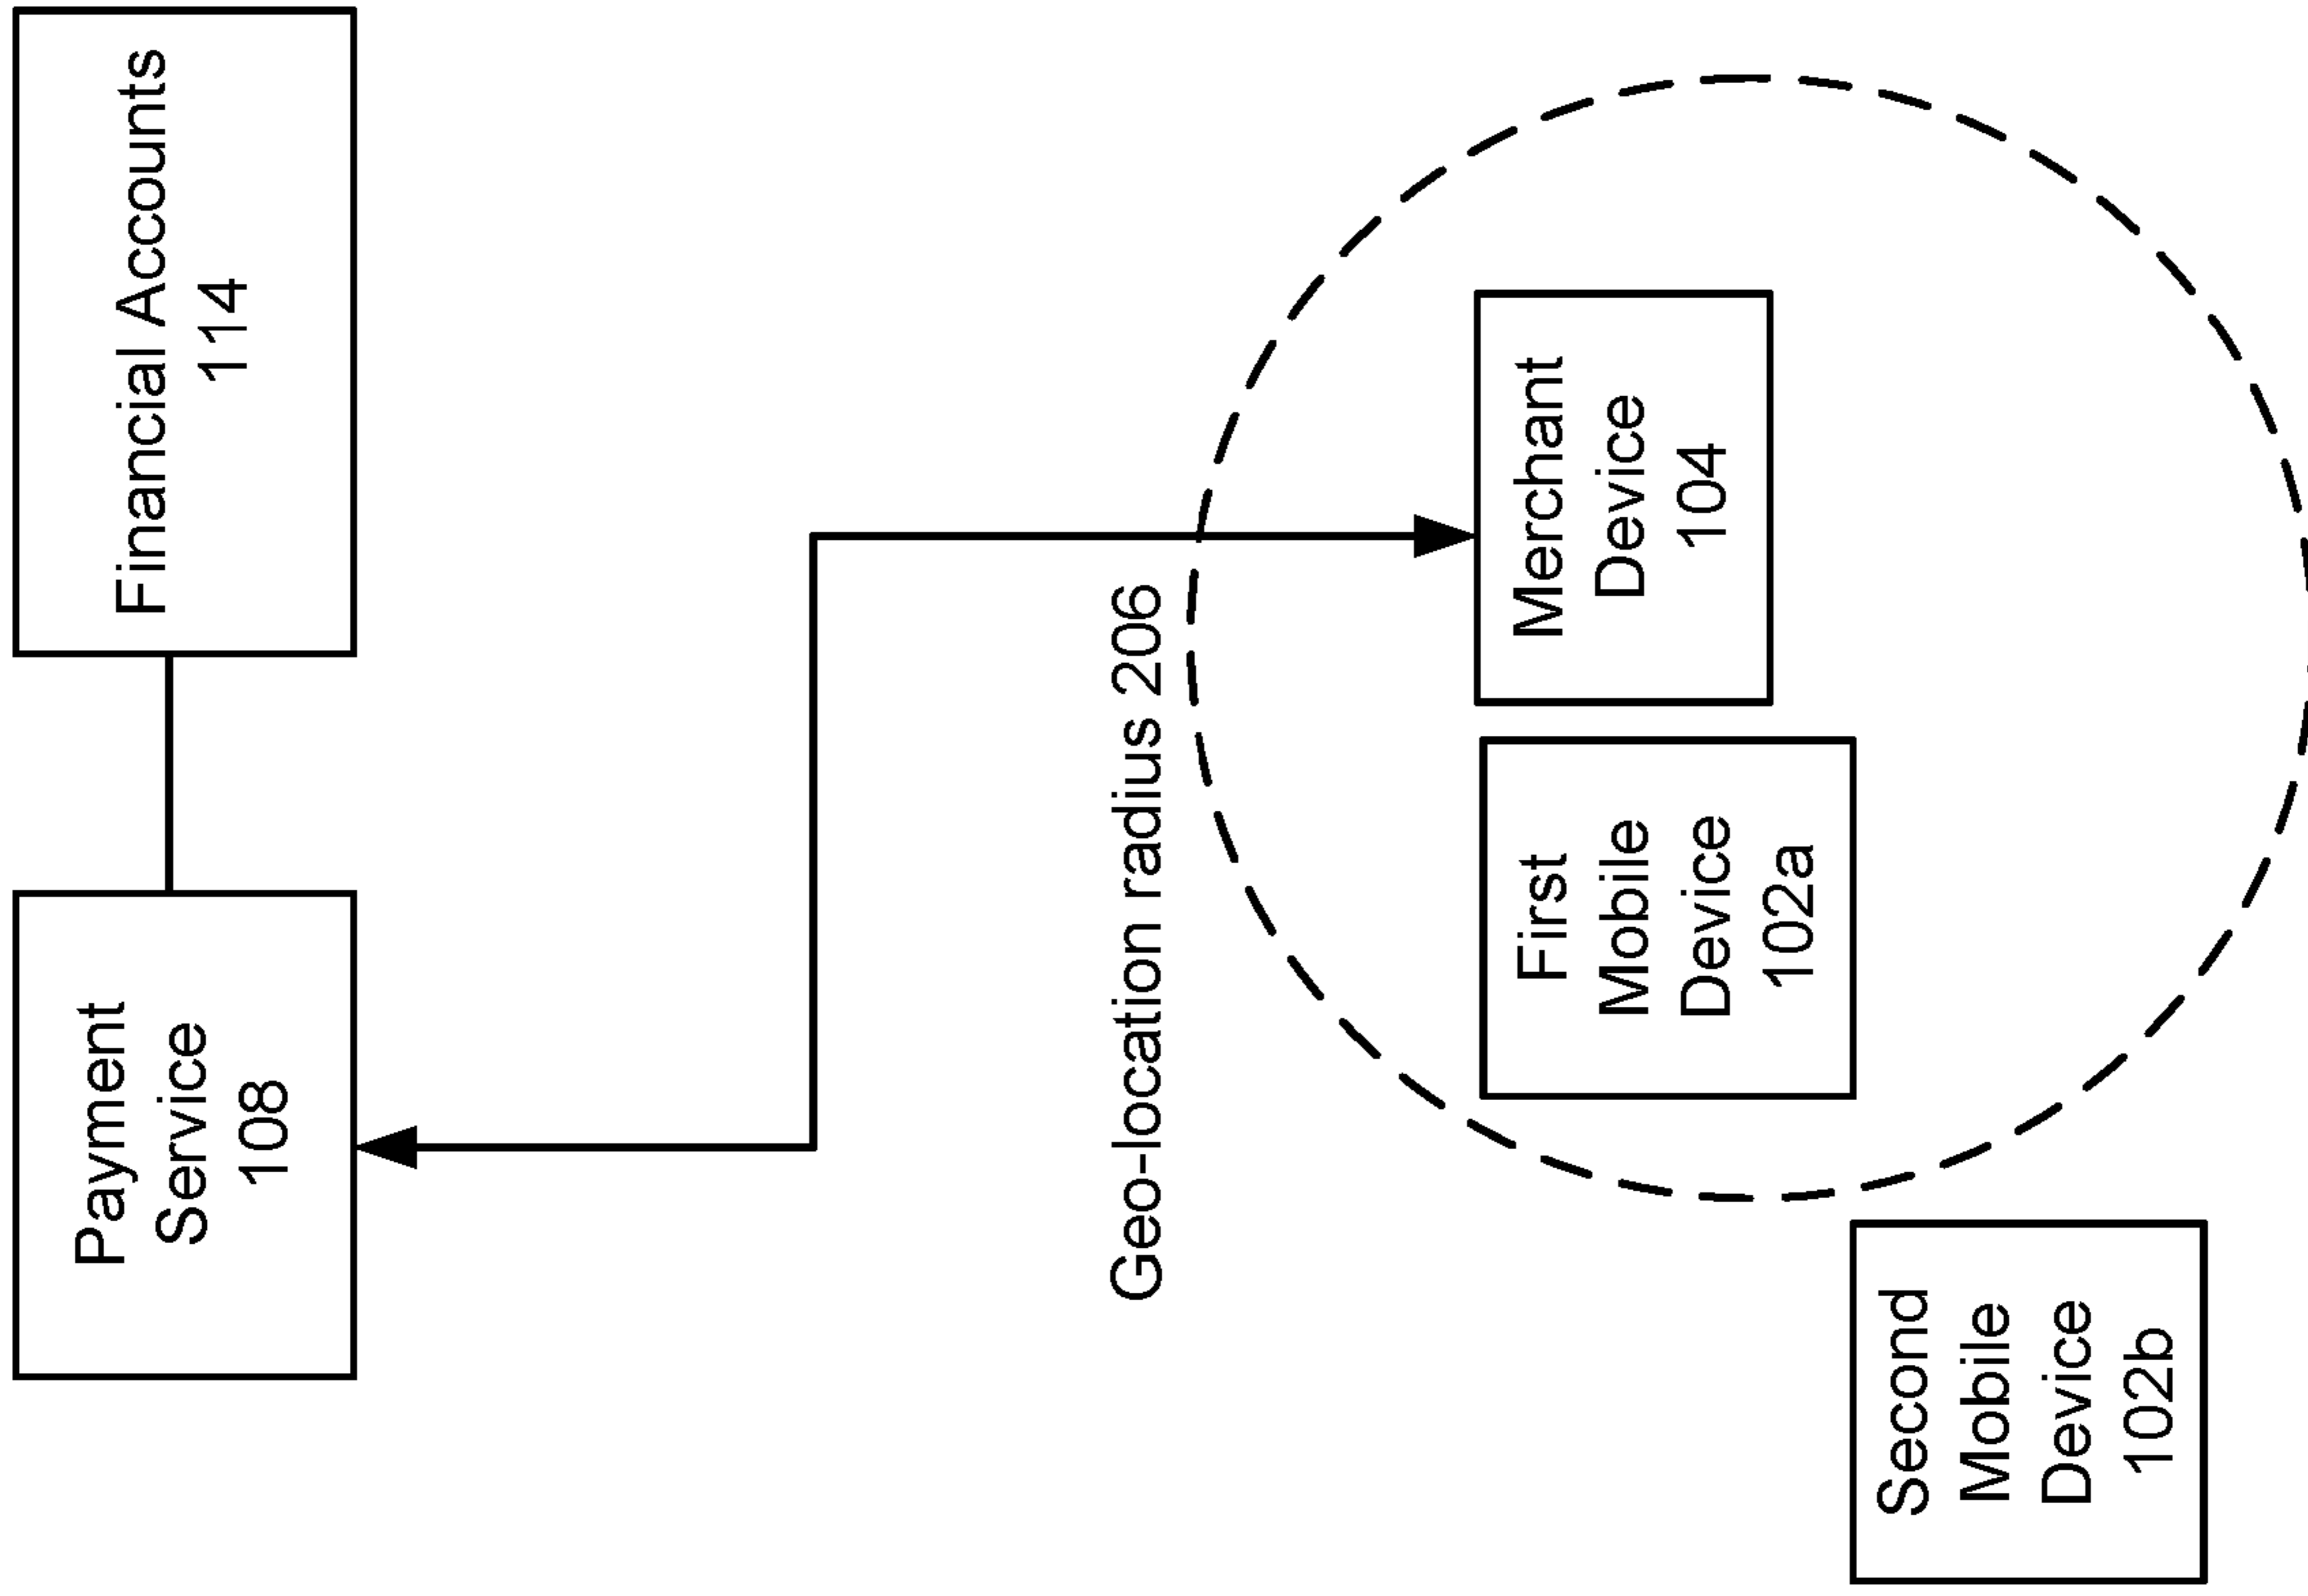 Payment
Service
108
Financial Accounts
114
Geo-location radius 206
First
Mobile
Device
102a
Merchant
Device
104
Second
Mobile
Device
102b